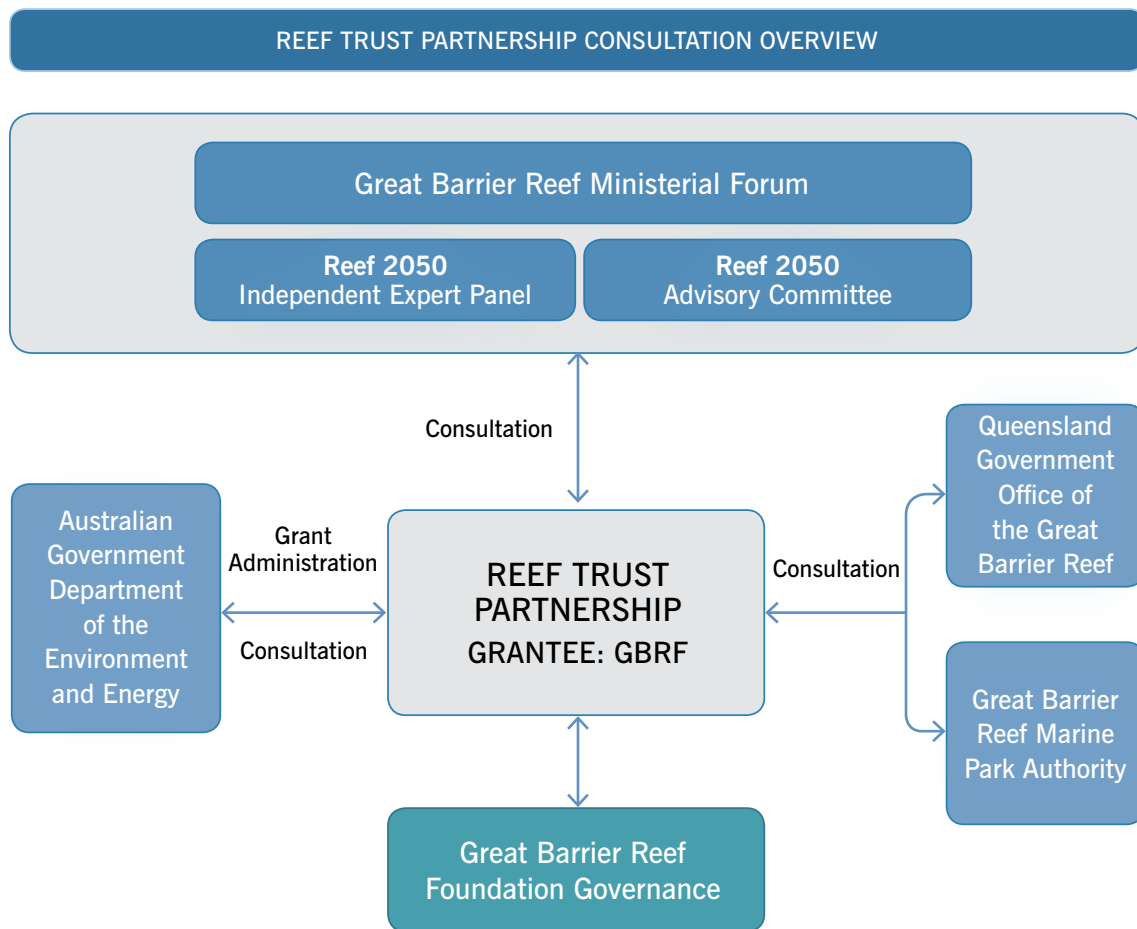 REEF TRUST PARTNERSHIP CONSULTATION OVERVIEW
Great Barrier Reef Ministerial Forum
Reef 2050
Independent Expert Panel
Reef 2050
Advisory Committee
Consultation
Australian
Government
Department
of the
Environment
and Energy
Grant
Administration
Consultation
REEF TRUST
PARTNERSHIP
GRANTEE: GBRF
Consultation
Queensland
Government
Office of
the Great
Barrier Reef
Great Barrier
Reef Marine
Park Authority
Great Barrier Reef
Foundation Governance